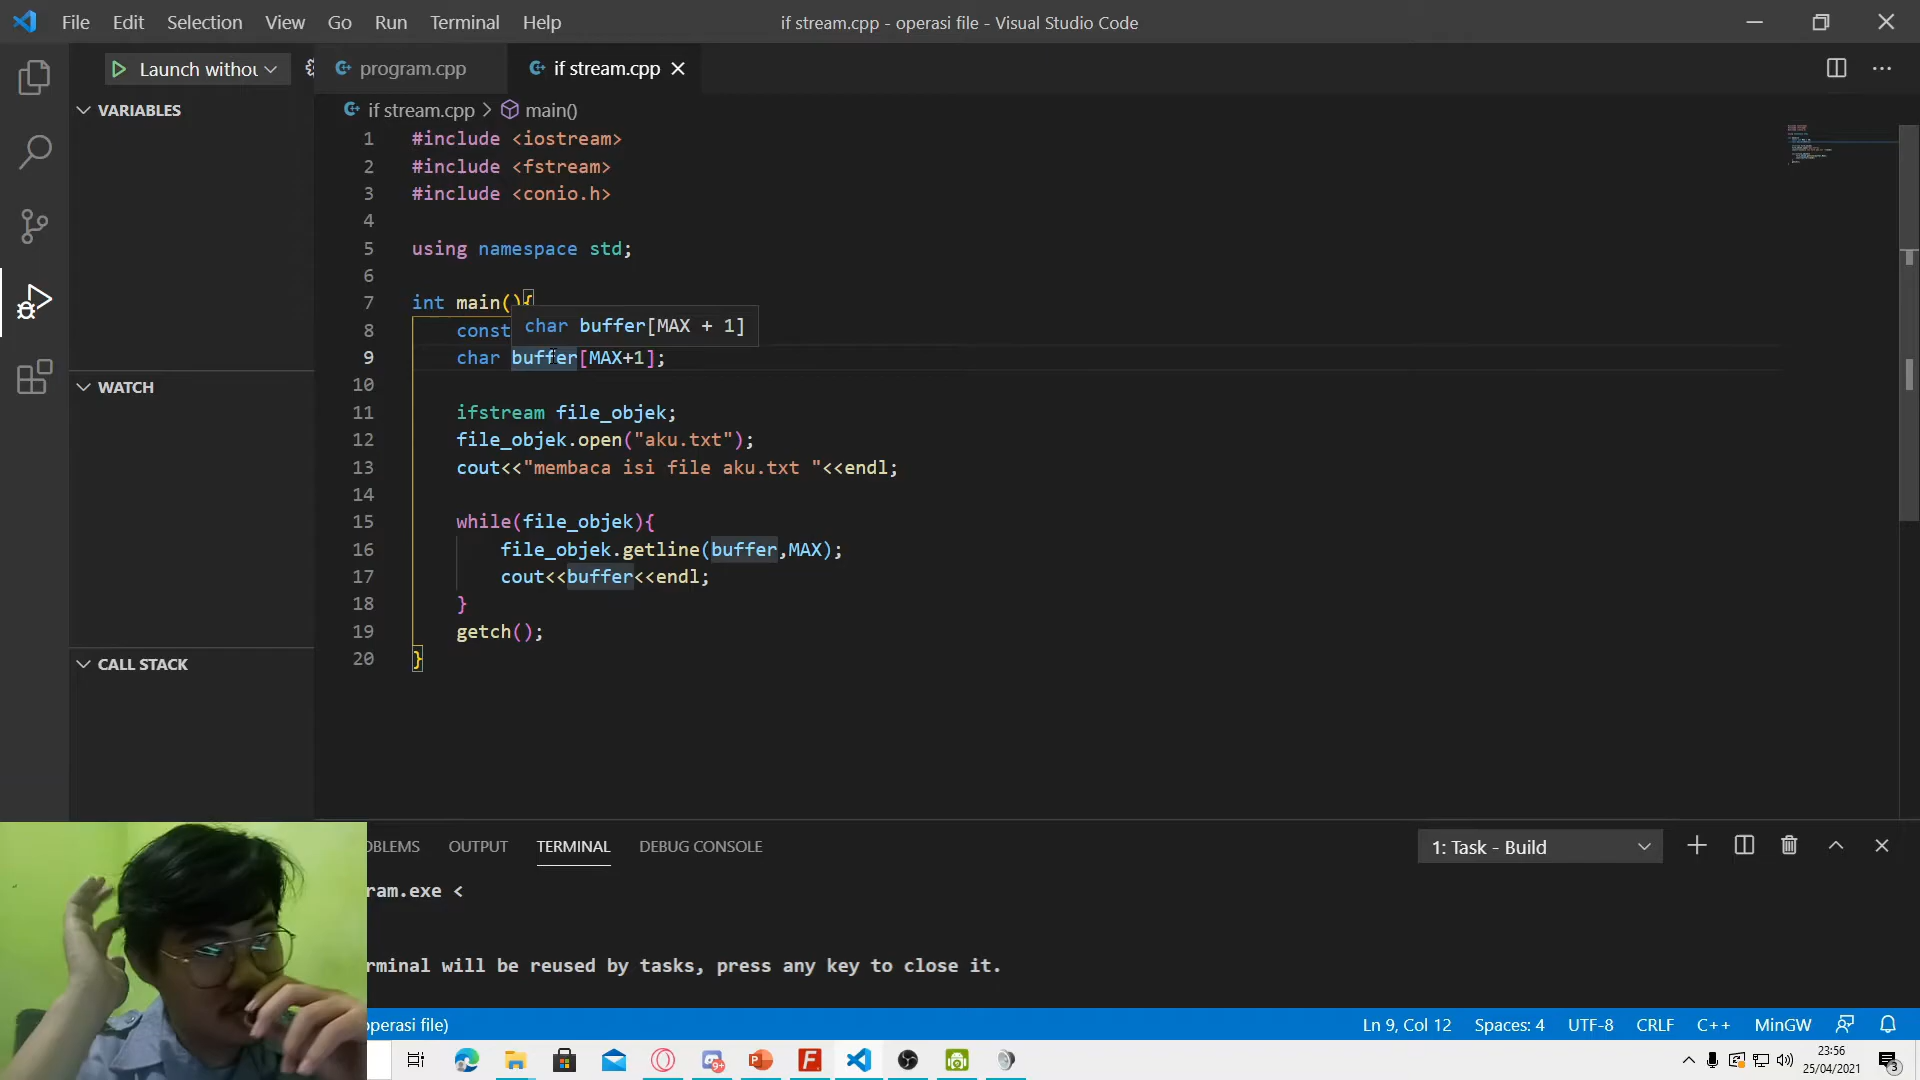 File Edit Selection View Go Run Terminal Help
if stream.cpp - operasi file - Visual Studio Code
Launch withou
program.cpp
if stream.cpp
VARIABLES
if stream.cpp > main()
1 #include <iostream>
2 #include <fstream>
3 #include <conio.h>
4
5 using namespace std;
6
7 int main(){
char buffer[MAX + 1]
8 const
9 char buffer[MAX+1];
10
11 ifstream file_objek;
12 file_objek.open("aku.txt");
13 cout<<"membaca isi file aku.txt "<<endl;
14
15 while(file_objek){
16 file_objek.getline(buffer,MAX);
17 cout<<buffer<<endl;
18 }
19 getch();
20 }
WATCH
CALL STACK
OBLEMS OUTPUT TERMINAL DEBUG CONSOLE
1: Task - Build
ram.exe <
rminal will be reused by tasks, press any key to close it.
operasi file)
Ln 9, Col 12 Spaces: 4 UTF-8 CRLF C++ MinGW
9+
23:56
25/04/2021
3